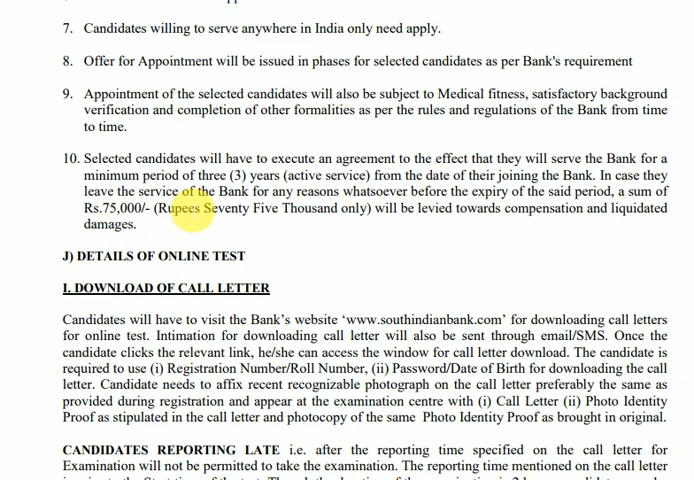 7. Candidates willing to serve anywhere in India only need apply.
8. Offer for Appointment will be issued in phases for selected candidates as per Bank's requirement
9. Appointment of the selected candidates will also be subject to Medical fitness, satisfactory background
verification and completion of other formalities as per the rules and regulations of the Bank from time
to time.
10. Selected candidates will have to execute an agreement to the effect that they will serve the Bank for a
minimum period of three (3) years (active service) from the date of their joining the Bank. In case they
leave the service of the Bank for any reasons whatsoever before the expiry of the said period, a sum of
Rs.75,000/- (Rupees Seventy Five Thousand only) will be levied towards compensation and liquidated
damages.
J) DETAILS OF ONLINE TEST
I. DOWNLOAD OF CALL LETTER
Candidates will have to visit the Bank's website ‘www.southindianbank.com’ for downloading call letters
for online test. Intimation for downloading call letter will also be sent through email/SMS. Once the
candidate clicks the relevant link, he/she can access the window for call letter download. The candidate is
required to use (i) Registration Number/Roll Number, (ii) Password/Date of Birth for downloading the call
letter. Candidate needs to affix recent recognizable photograph on the call letter preferably the same as
provided during registration and appear at the examination centre with (i) Call Letter (ii) Photo Identity
Proof as stipulated in the call letter and photocopy of the same Photo Identity Proof as brought in original.
CANDIDATES REPORTING LATE i.e. after the reporting time specified on the call letter for
Examination will not be permitted to take the examination. The reporting time mentioned on the call letter